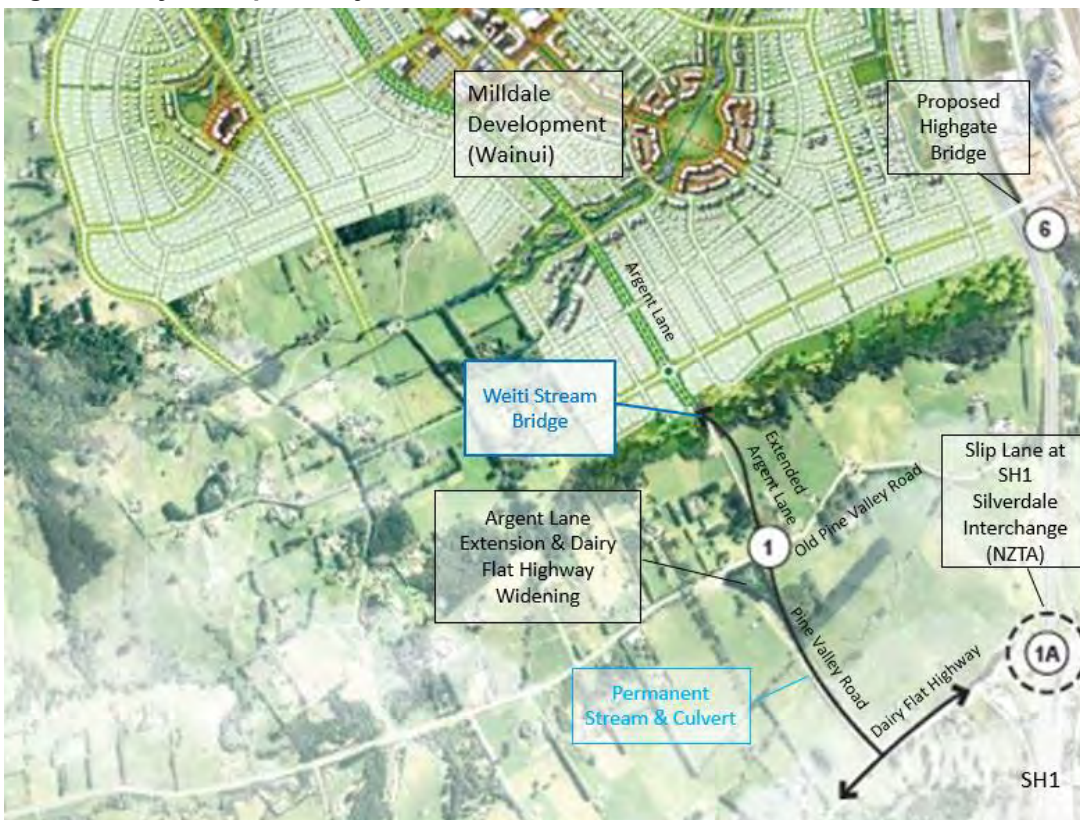 Milldale
Development
(Wainui)
Proposed
Highgate
Bridge
6
Argent Lane
Weiti Stream
Bridge
Extended
Argent Lane
Slip Lane at
SH1
Silverdale
Interchange
(NZTA)
Argent Lane
Extension & Dairy
Flat Highway
Widening
Old Pine Valley Road
1
Pine Valley Road
1A
Permanent
Stream & Culvert
Dairy Flat Highway
SH1